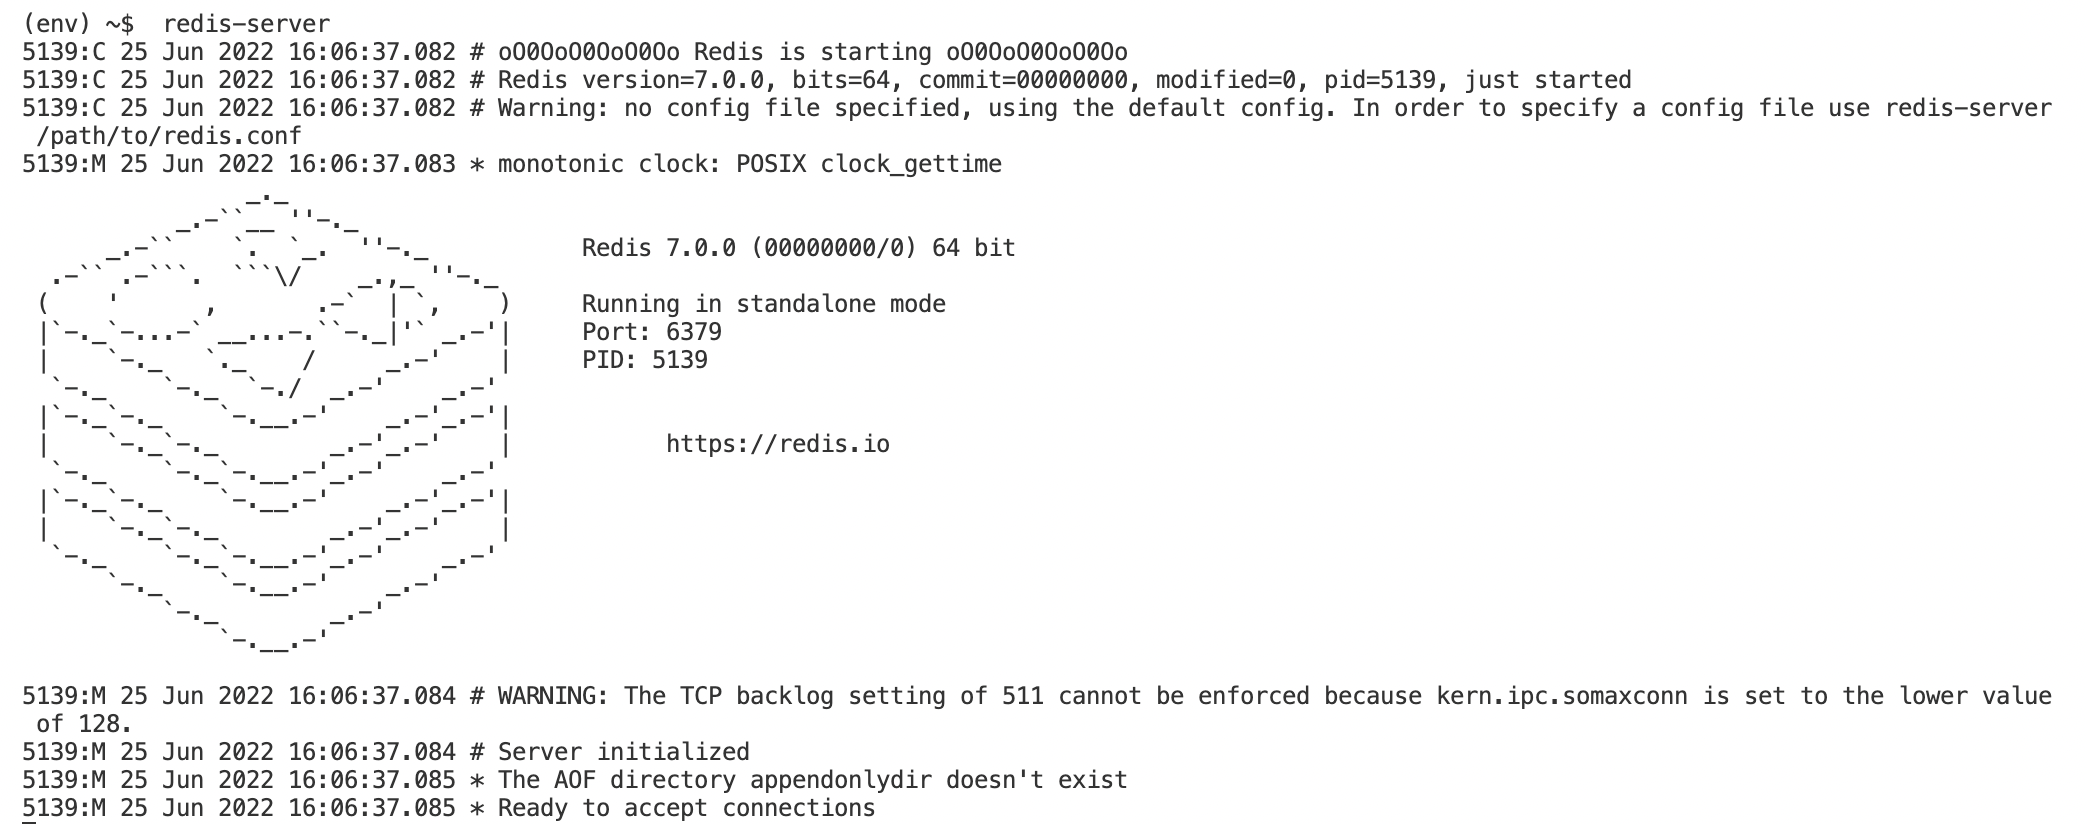 (env) ~$  redis-server
5139:C 25 Jun 2022 16:06:37.082 # oO0OoO0OoO0Oo Redis is starting oO0OoO0OoO0Oo
5139:C 25 Jun 2022 16:06:37.082 # Redis version=7.0.0, bits=64, commit=00000000, modified=0, pid=5139, just started
5139:C 25 Jun 2022 16:06:37.082 # Warning: no config file specified, using the default config. In order to specify a config file use redis-server
/path/to/redis.conf
5139:M 25 Jun 2022 16:06:37.083 * monotonic clock: POSIX clock_gettime
Redis 7.0.0 (00000000/0) 64 bit
Running in standalone mode
Port: 6379
PID: 5139
https://redis.io
5139:M 25 Jun 2022 16:06:37.084 # WARNING: The TCP backlog setting of 511 cannot be enforced because kern.ipc.somaxconn is set to the lower value
of 128.
5139:M 25 Jun 2022 16:06:37.084 # Server initialized
5139:M 25 Jun 2022 16:06:37.085 * The AOF directory appendonlydir doesn't exist
5139:M 25 Jun 2022 16:06:37.085 * Ready to accept connections